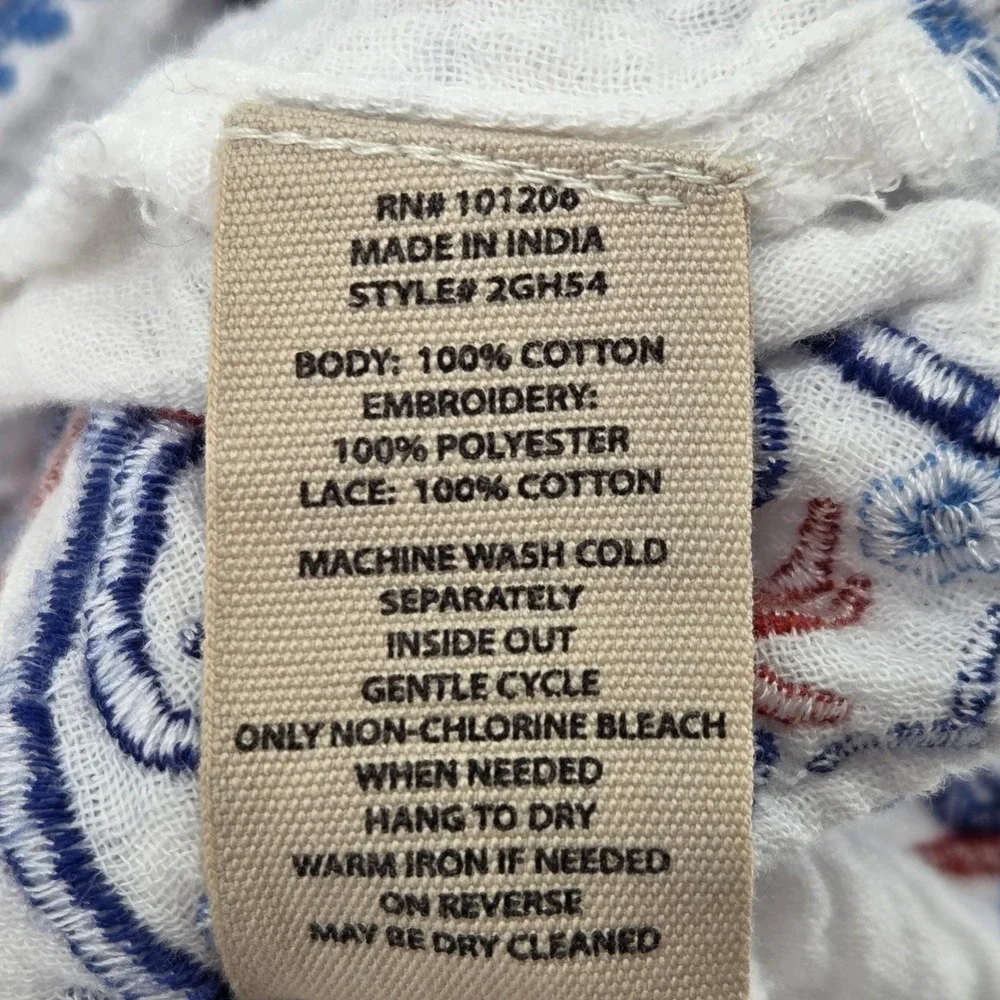 RN# 101206
MADE IN INDIA
STYLE# 2GH54
BODY: 100% COTTON
EMBROIDERY:
100% POLYESTER
LACE: 100% COTTON
MACHINE WASH COLD
SEPARATELY
INSIDE OUT
GENTLE CYCLE
ONLY NON-CHLORINE BLEACH
WHEN NEEDED
HANG TO DRY
WARM IRON IF NEEDED
ON REVERSE
MAY BE DRY CLEANED